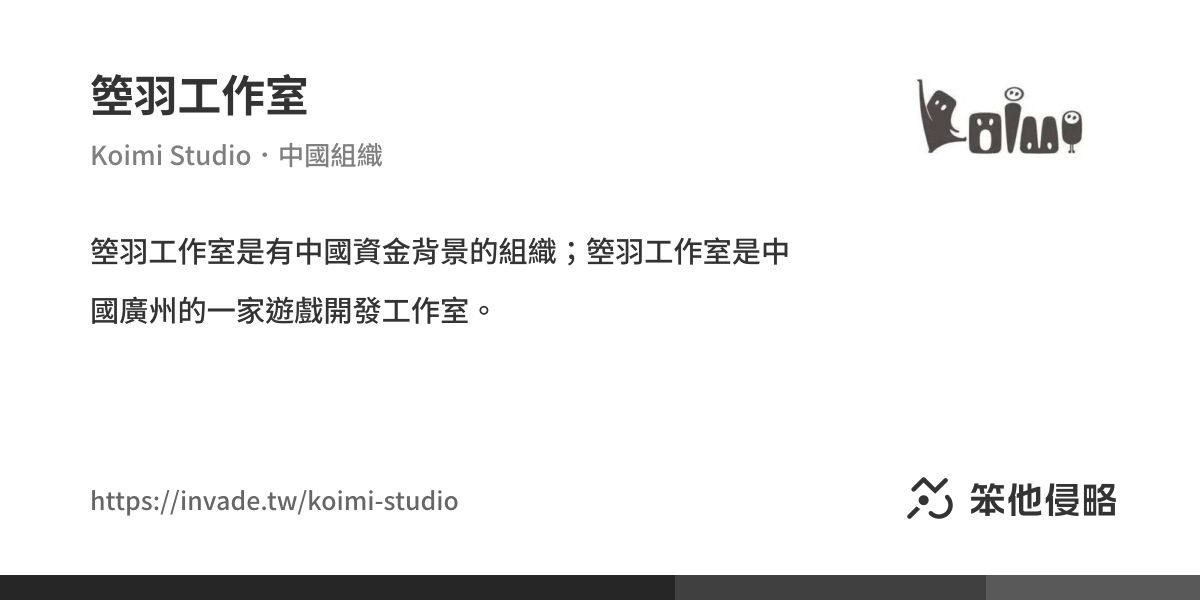 箜羽工作室
Koimi Studio・中國組織
koimi
箜羽工作室是有中國資金背景的組織；箜羽工作室是中
國廣州的一家遊戲開發工作室。
https://invade.tw/koimi-studio
笨他侵略